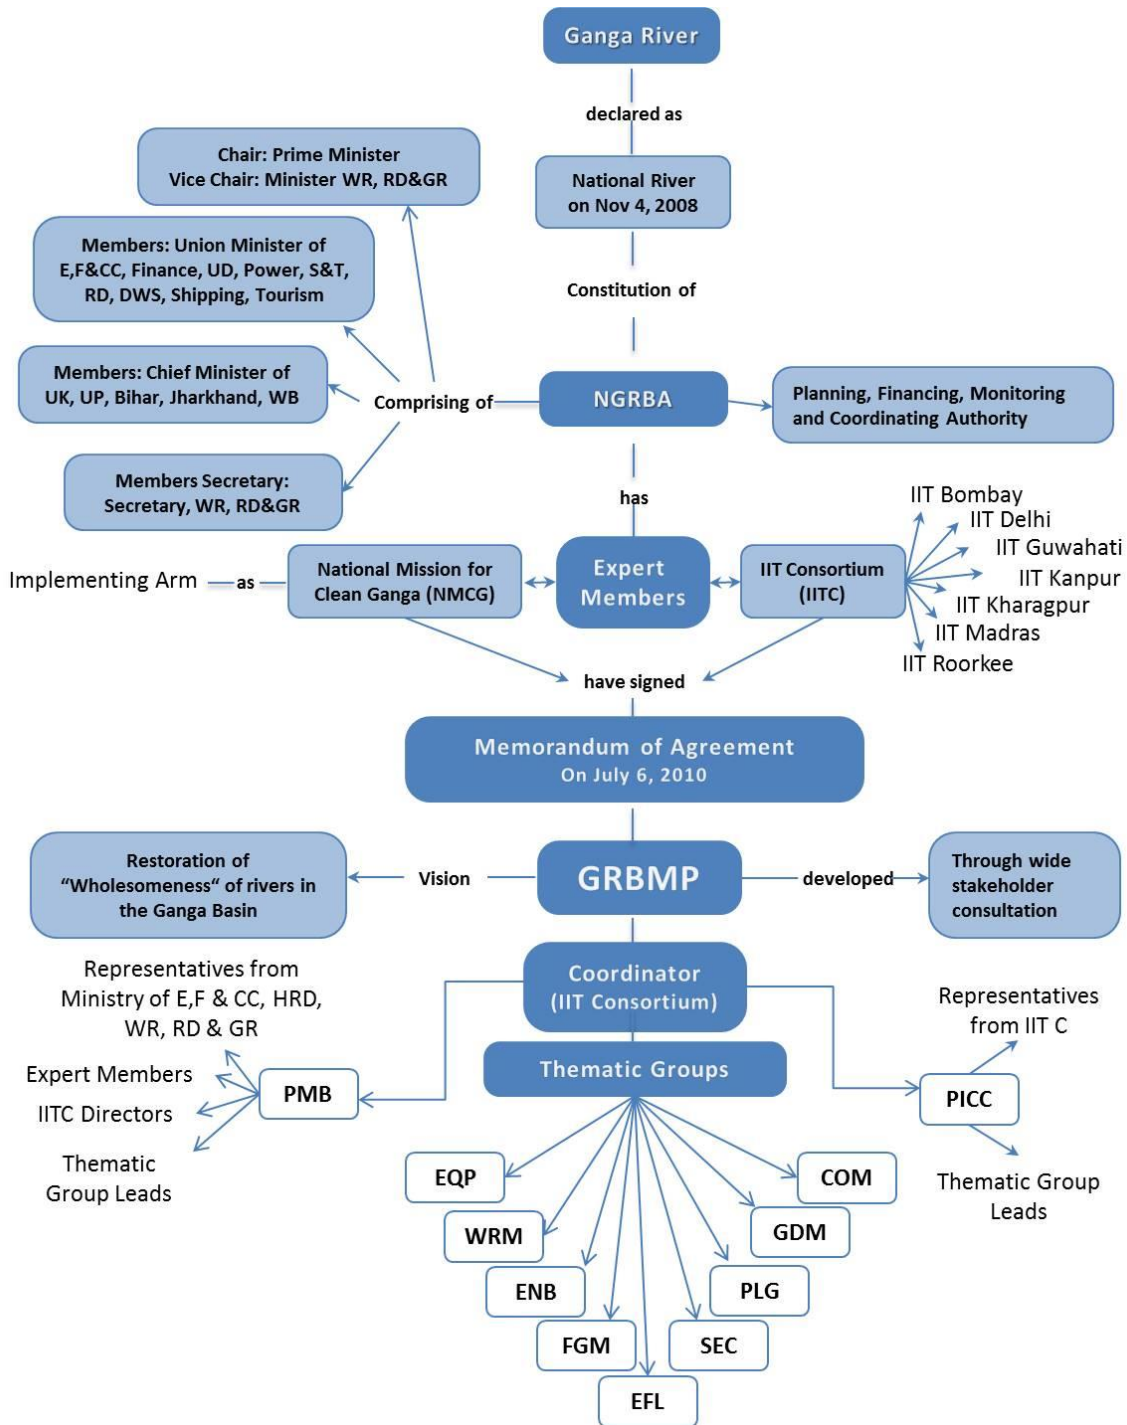 Ganga River
declared as
Chair: Prime Minister
Vice Chair: Minister WR, RD&GR
National River
on Nov 4, 2008
Members: Union Minister of
E,F&CC, Finance, UD, Power, S&T,
RD, DWS, Shipping, Tourism
Constitution of
Members: Chief Minister of
UK, UP, Bihar, Jharkhand, WB
Comprising of
NGRBA
Planning, Financing, Monitoring
and Coordinating Authority
Members Secretary:
Secretary, WR, RD&GR
has
IIT Bombay
IIT Delhi
IIT Guwahati
IIT Kanpur
IIT Kharagpur
IIT Madras
IIT Roorkee
Implementing Arm
as
National Mission for
Clean Ganga (NMCG)
Expert
Members
IIT Consortium
(IITC)
have signed
Memorandum of Agreement
On July 6, 2010
Restoration of
“Wholesomeness“ of rivers in
the Ganga Basin
Vision
GRBMP
developed
Through wide
stakeholder
consultation
Coordinator
(IIT Consortium)
Representatives from
Ministry of E,F & CC, HRD,
WR, RD & GR
Expert Members
IITC Directors
Thematic
Group Leads
PMB
Thematic Groups
Representatives
from IIT C
PICC
Thematic Group
Leads
EQP
WRM
ENB
FGM
EFL
SEC
PLG
GDM
COM